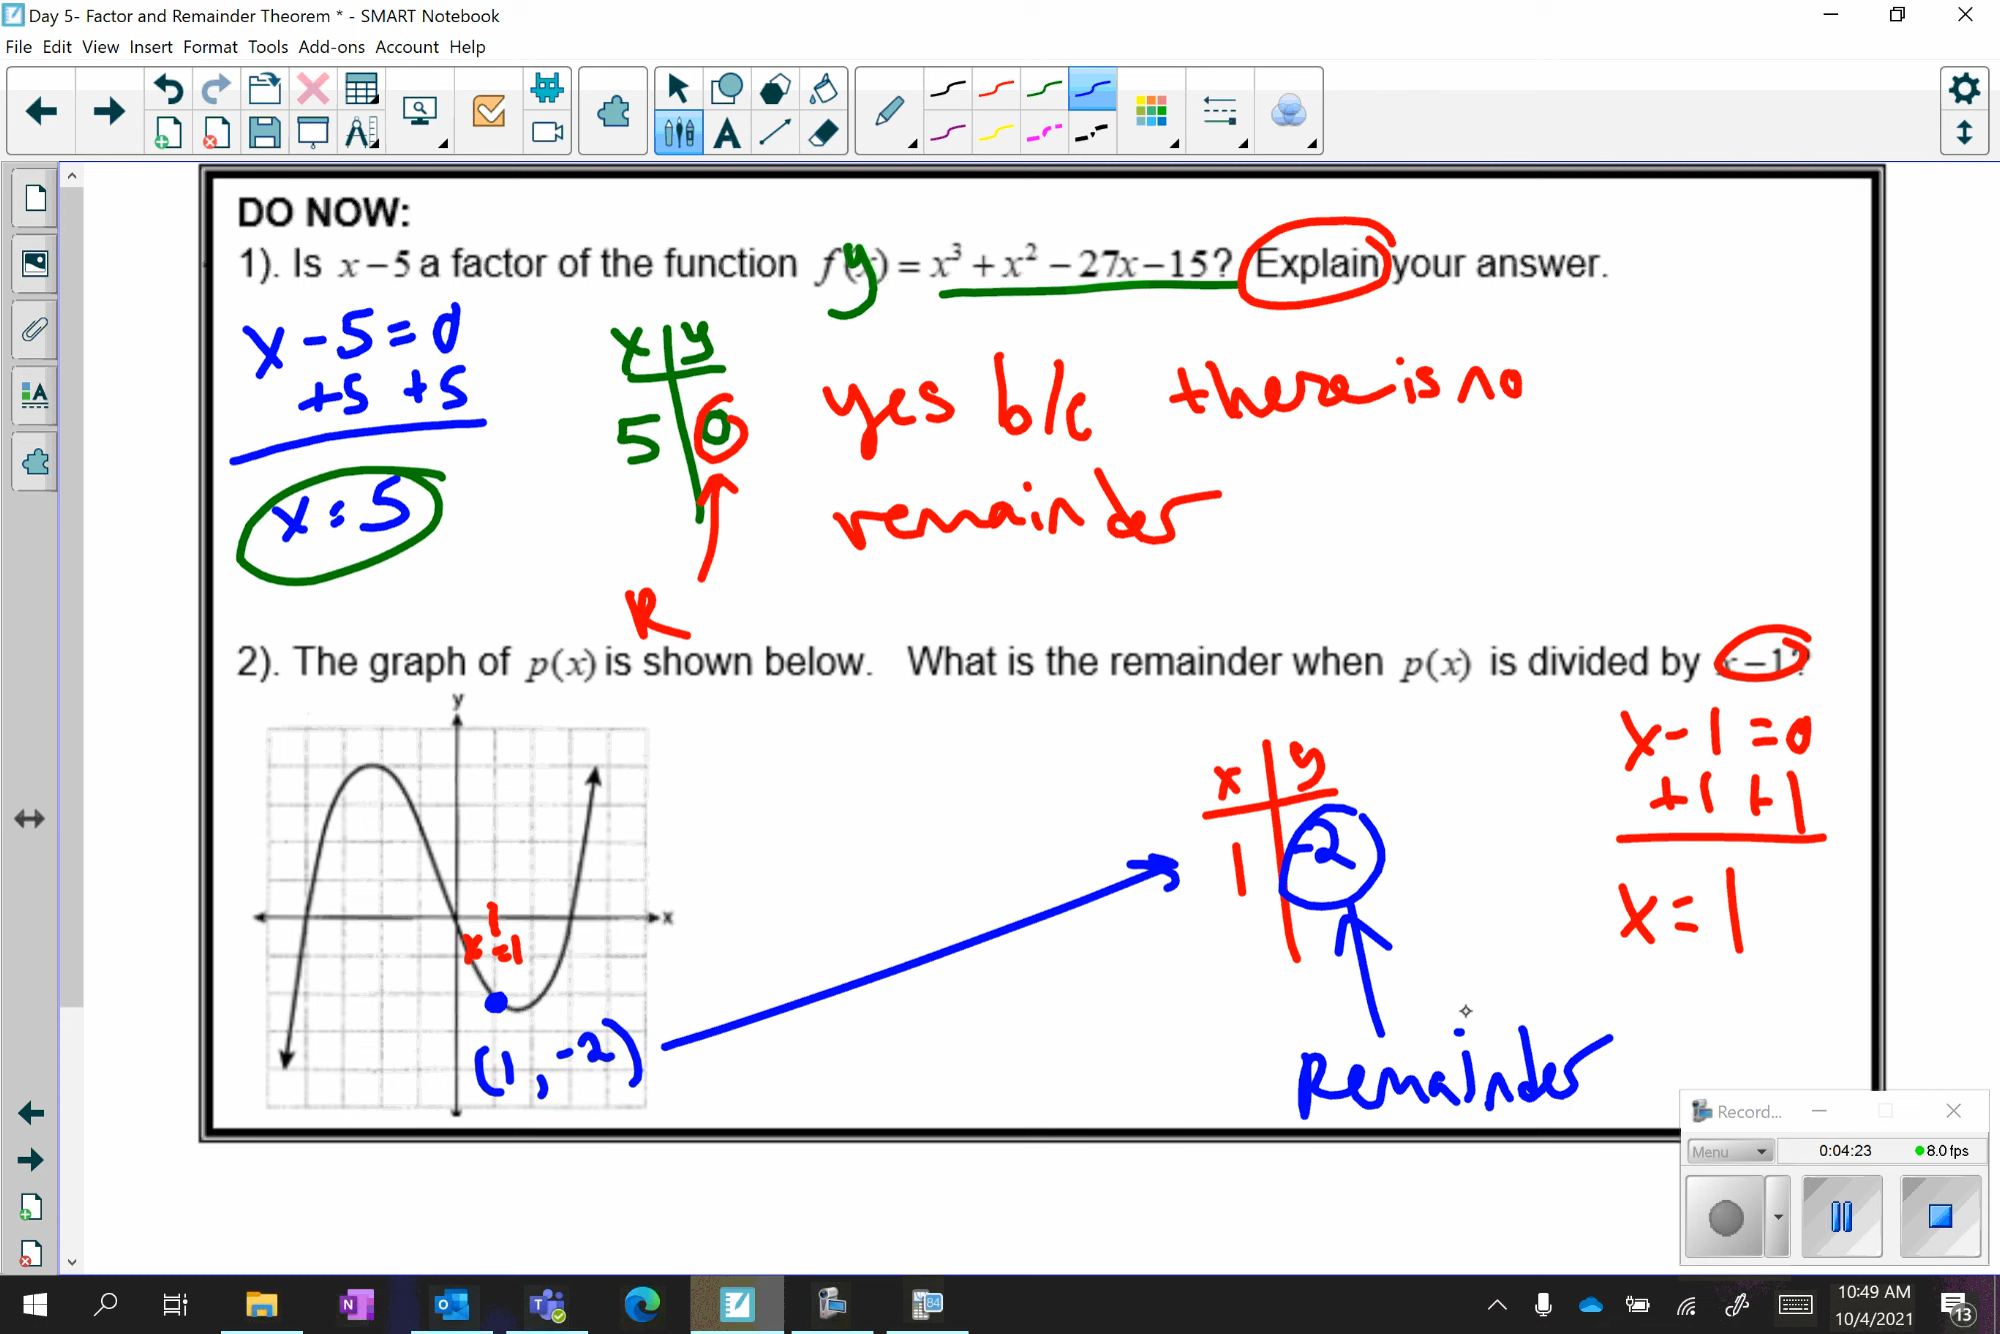 Day 5- Factor and Remainder Theorem * - SMART Notebook
File Edit View Insert Format Tools Add-ons Account Help
DO NOW:
1). Is x-5 a factor of the function f(y) = x³ + x² - 27x - 15? Explain your answer.
x - 5 = 0
+5 +5
x = 5
x y
5 0
R
yes b/c there is no
remainder
2). The graph of p(x) is shown below. What is the remainder when p(x) is divided by x - 1?
y
x
x = 1
(1, -2)
x y
1 -2
Remainder
x - 1 = 0
+1 +1
x = 1
Record...
Menu
0:04:23
8.0 fps
84
10:49 AM
10/4/2021
13